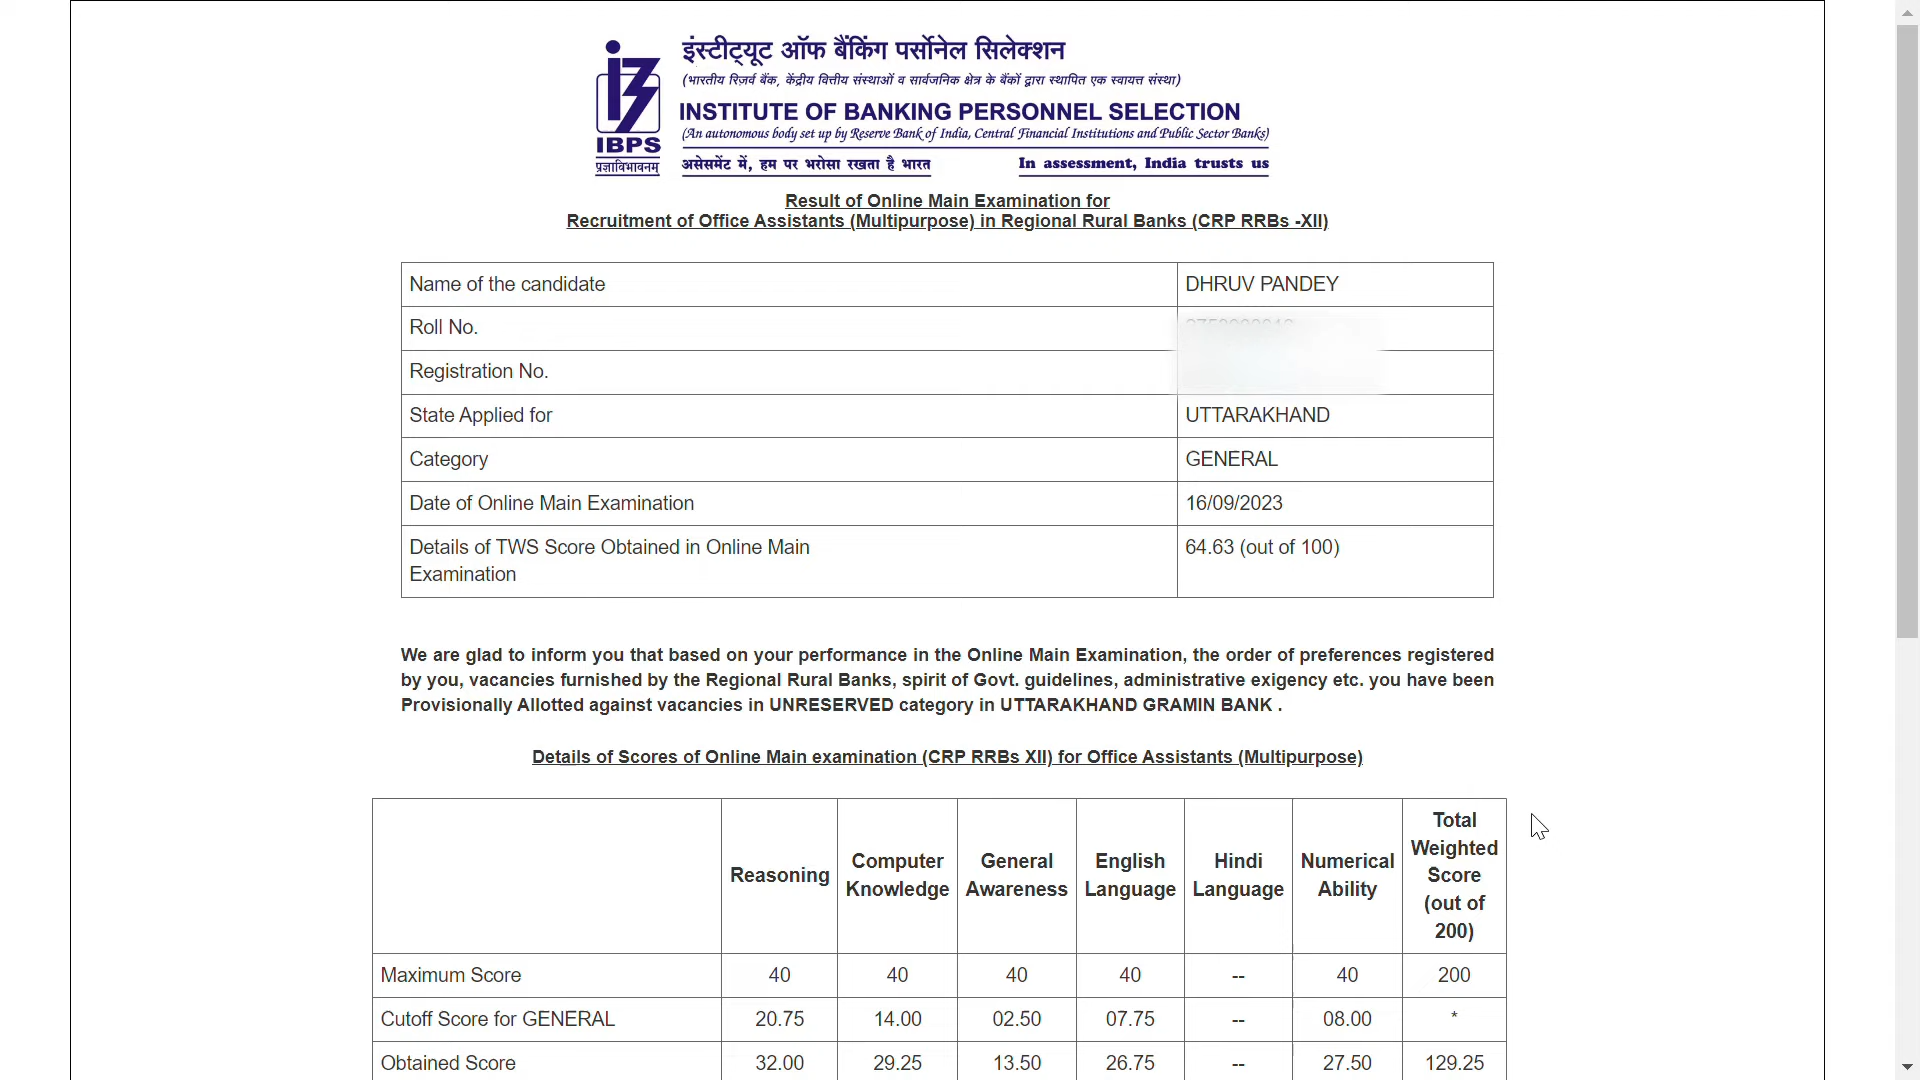 इंस्टीट्यूट ऑफ बैंकिंग पर्सोनेल सिलेक्शन
(भारतीय रिज़र्व बैंक, केंद्रीय वित्तीय संस्थाओं व सार्वजनिक क्षेत्र के बैंकों द्वारा स्थापित एक स्वायत्त संस्था)
INSTITUTE OF BANKING PERSONNEL SELECTION
(An autonomous body set up by Reserve Bank of India, Central Financial Institutions and Public Sector Banks)
IBPS
प्रज्ञाविभावनम्
असेसमेंट में, हम पर भरोसा रखता है भारत In assessment, India trusts us
Result of Online Main Examination for
Recruitment of Office Assistants (Multipurpose) in Regional Rural Banks (CRP RRBs -XII)
Name of the candidate DHRUV PANDEY
Roll No.
Registration No.
State Applied for UTTARAKHAND
Category GENERAL
Date of Online Main Examination 16/09/2023
Details of TWS Score Obtained in Online Main 64.63 (out of 100)
Examination
We are glad to inform you that based on your performance in the Online Main Examination, the order of preferences registered
by you, vacancies furnished by the Regional Rural Banks, spirit of Govt. guidelines, administrative exigency etc. you have been
Provisionally Allotted against vacancies in UNRESERVED category in UTTARAKHAND GRAMIN BANK .
Details of Scores of Online Main examination (CRP RRBs XII) for Office Assistants (Multipurpose)
Reasoning Computer Knowledge General Awareness English Language Hindi Language Numerical Ability Total Weighted Score (out of 200)
Maximum Score 40 40 40 40 -- 40 200
Cutoff Score for GENERAL 20.75 14.00 02.50 07.75 -- 08.00 *
Obtained Score 32.00 29.25 13.50 26.75 -- 27.50 129.25